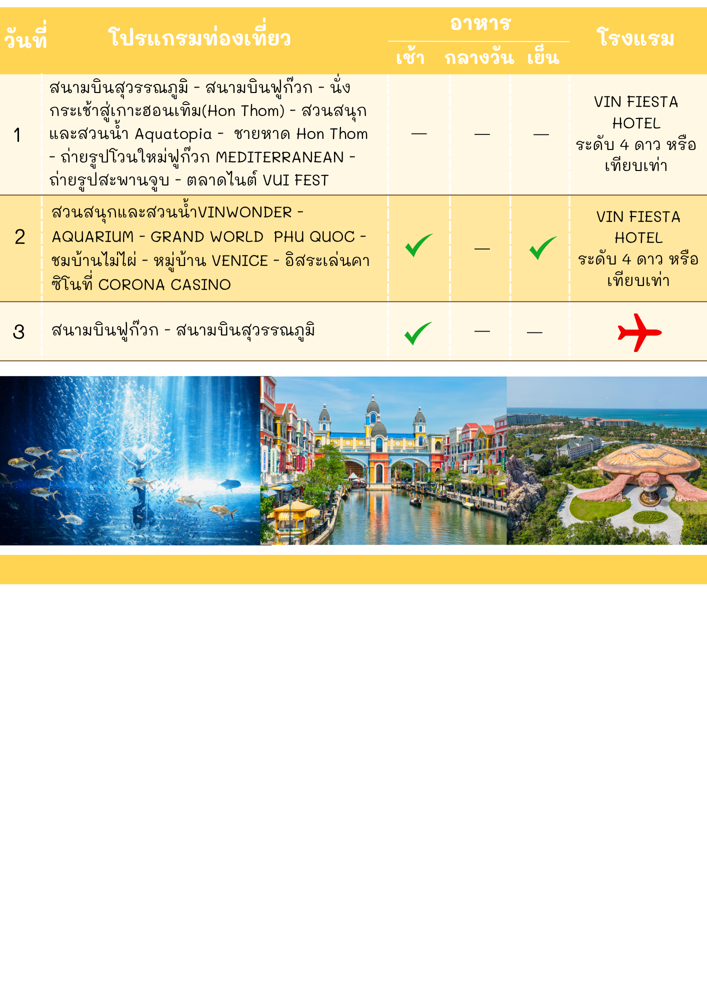 วันที่ โปรแกรมท่องเที่ยว อาหาร โรงแรม
เช้า กลางวัน เย็น
1
สนามบินสุวรรณภูมิ - สนามบินฟูก๊วก - นั่ง
กระเช้าสู่เกาะฮอนเทิม(Hon Thom) - สวนสนุก
และสวนน้ำ Aquatopia - ชายหาด Hon Thom
- ถ่ายรูปโวนใหม่ฟูก๊วก MEDITERRANEAN -
ถ่ายรูปสะพานจูบ - ตลาดไนต์ VUI FEST
— — —
VIN FIESTA
HOTEL
ระดับ 4 ดาว หรือ
เทียบเท่า
2
สวนสนุกและสวนน้ำVINWONDER -
AQUARIUM - GRAND WORLD PHU QUOC -
ชมบ้านไม่ไผ่ - หมู่บ้าน VENICE - อิสระเล่นคา
ซิโนที่ CORONA CASINO
—
VIN FIESTA
HOTEL
ระดับ 4 ดาว หรือ
เทียบเท่า
3
สนามบินฟูก๊วก - สนามบินสุวรรณภูมิ
— —